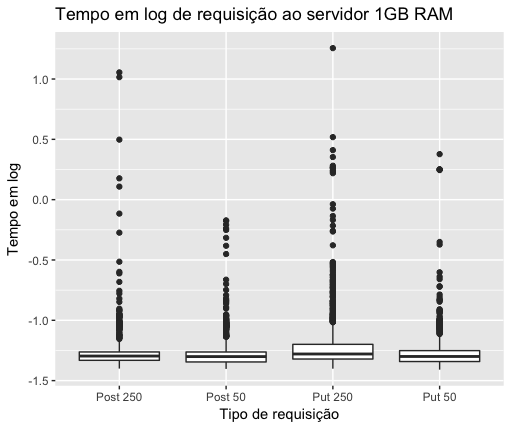 Tempo em log de requisição ao servidor 1GB RAM
Tempo em log
1.0
0.5
0.0
-0.5
-1.0
-1.5
Post 250 Post 50 Put 250 Put 50
Tipo de requisição